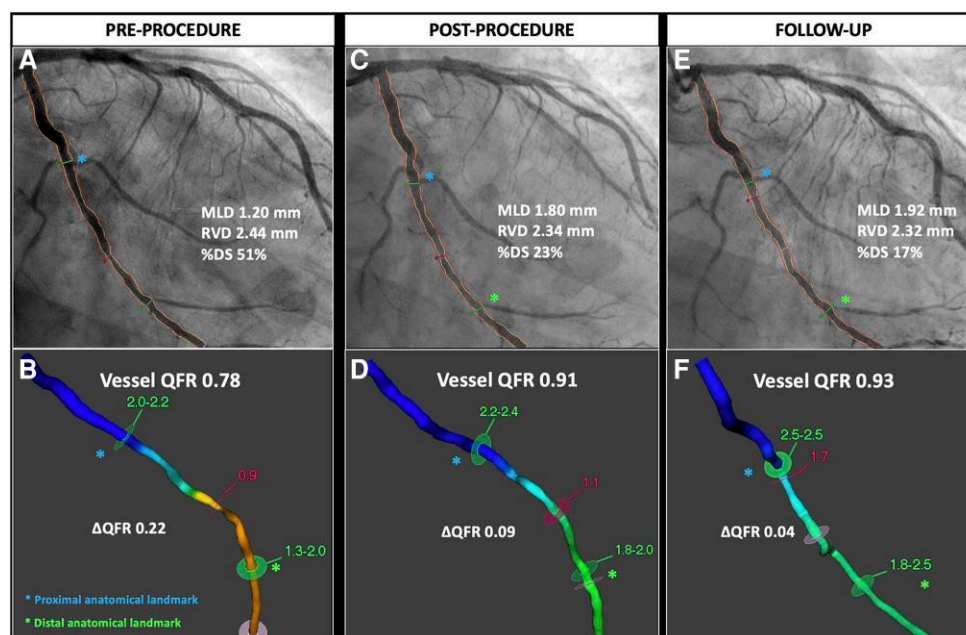 PRE-PROCEDURE
POST-PROCEDURE
FOLLOW-UP
A
*
MLD 1.20 mm
RVD 2.44 mm
%DS 51%
C
*
MLD 1.80 mm
RVD 2.34 mm
%DS 23%
*
E
*
MLD 1.92 mm
RVD 2.32 mm
%DS 17%
*
B
Vessel QFR 0.78
2.0-2.2
*
0.9
ΔQFR 0.22
1.3-2.0
*
* Proximal anatomical landmark
* Distal anatomical landmark
D
Vessel QFR 0.91
2.2-2.4
*
1.1
ΔQFR 0.09
1.8-2.0
*
F
Vessel QFR 0.93
2.5-2.5
*
1.7
ΔQFR 0.04
1.8-2.5
*